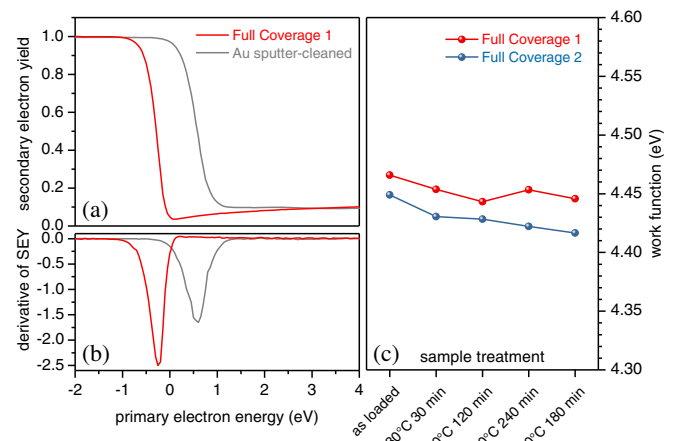 secondary electron yield
1.0
0.8
0.6
0.4
0.2
0.0
Full Coverage 1
Au sputter-cleaned
(a)
derivative of SEY
0.0
-0.5
-1.0
-1.5
-2.0
-2.5
(b)
-2
-1
0
1
2
3
4
primary electron energy (eV)
Full Coverage 1
Full Coverage 2
(c)
sample treatment
as loaded
30 min
120 min
240 min
180 min
4.60
4.55
4.50
4.45
4.40
4.35
4.30
work function (eV)